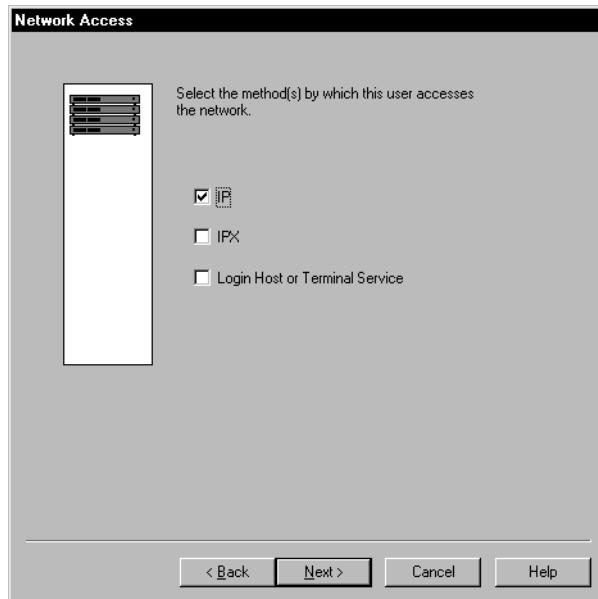 Network Access
Select the method(s) by which this user accesses
the network.
IP
IPX
Login Host or Terminal Service
< Back
Next >
Cancel
Help